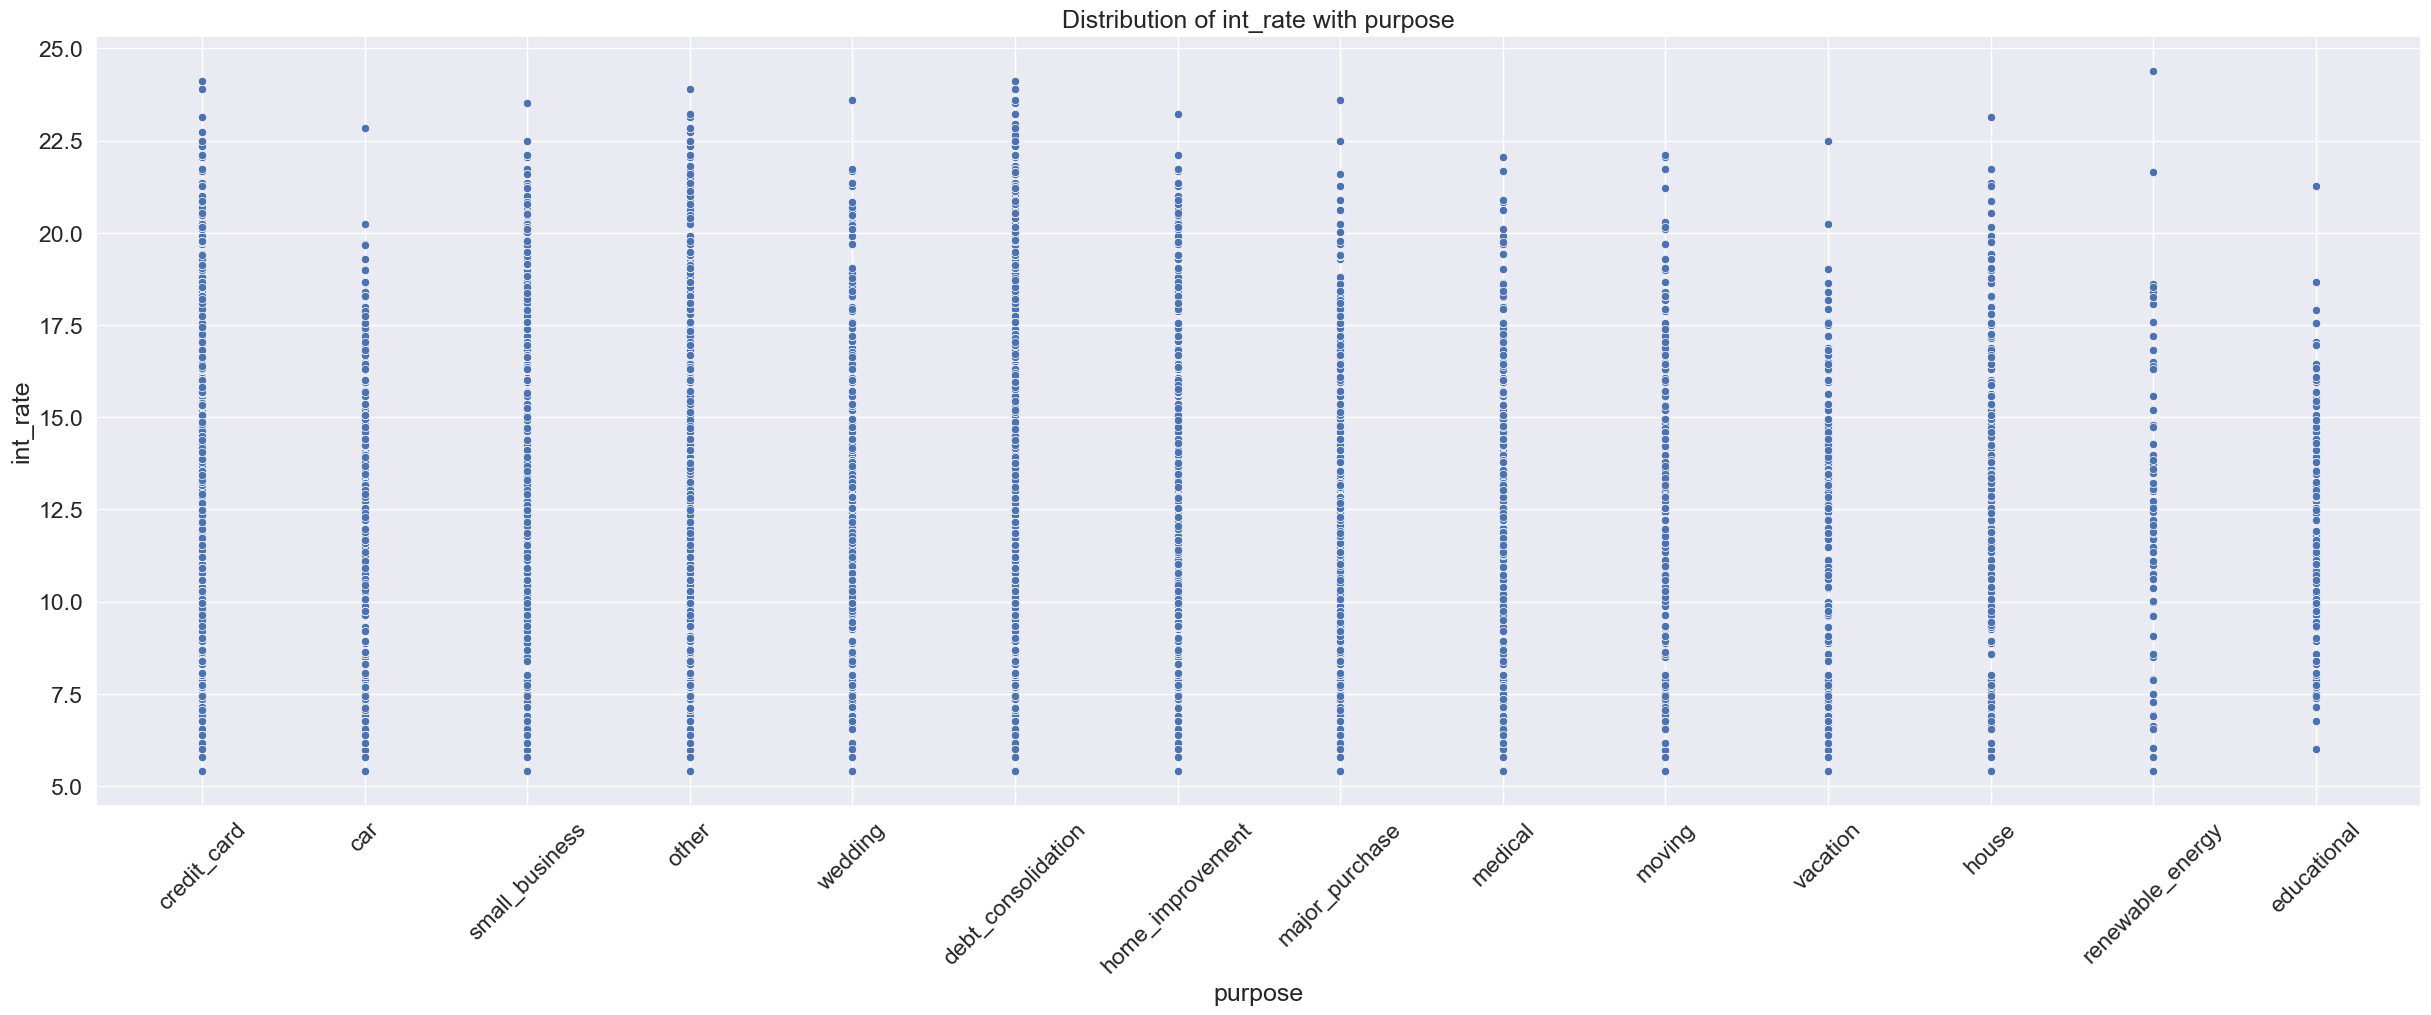 Distribution of int_rate with purpose
25.0
22.5
20.0
17.5
15.0
12.5
10.0
7.5
5.0
int_rate
credit_card
car
small_business
other
wedding
debt_consolidation
home_improvement
major_purchase
medical
moving
vacation
house
renewable_energy
educational
purpose